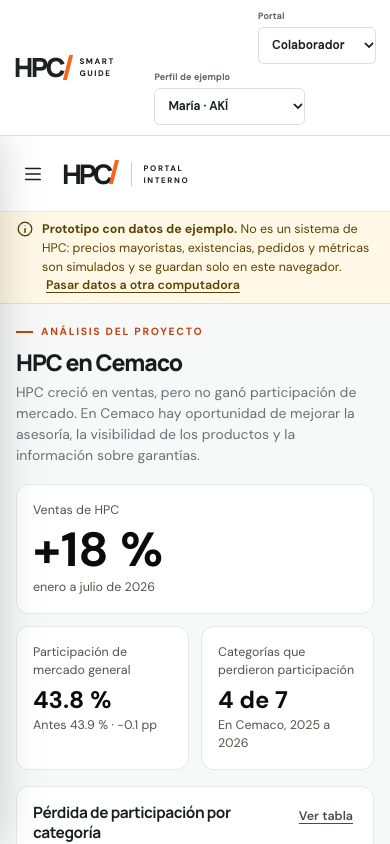 Portal
HPC/ SMART GUIDE
Colaborador
Perfil de ejemplo
María · AKÍ
HPC/ PORTAL INTERNO
Prototipo con datos de ejemplo. No es un sistema de
HPC: precios mayoristas, existencias, pedidos y métricas
son simulados y se guardan solo en este navegador.
Pasar datos a otra computadora
ANÁLISIS DEL PROYECTO
HPC en Cemaco
HPC creció en ventas, pero no ganó participación de
mercado. En Cemaco hay oportunidad de mejorar la
asesoría, la visibilidad de los productos y la
información sobre garantías.
Ventas de HPC
+18 %
enero a julio de 2026
Participación de
mercado general
43.8 %
Antes 43.9 % · −0.1 pp
Categorías que
perdieron participación
4 de 7
En Cemaco, 2025 a
2026
Pérdida de participación por
categoría
Ver tabla